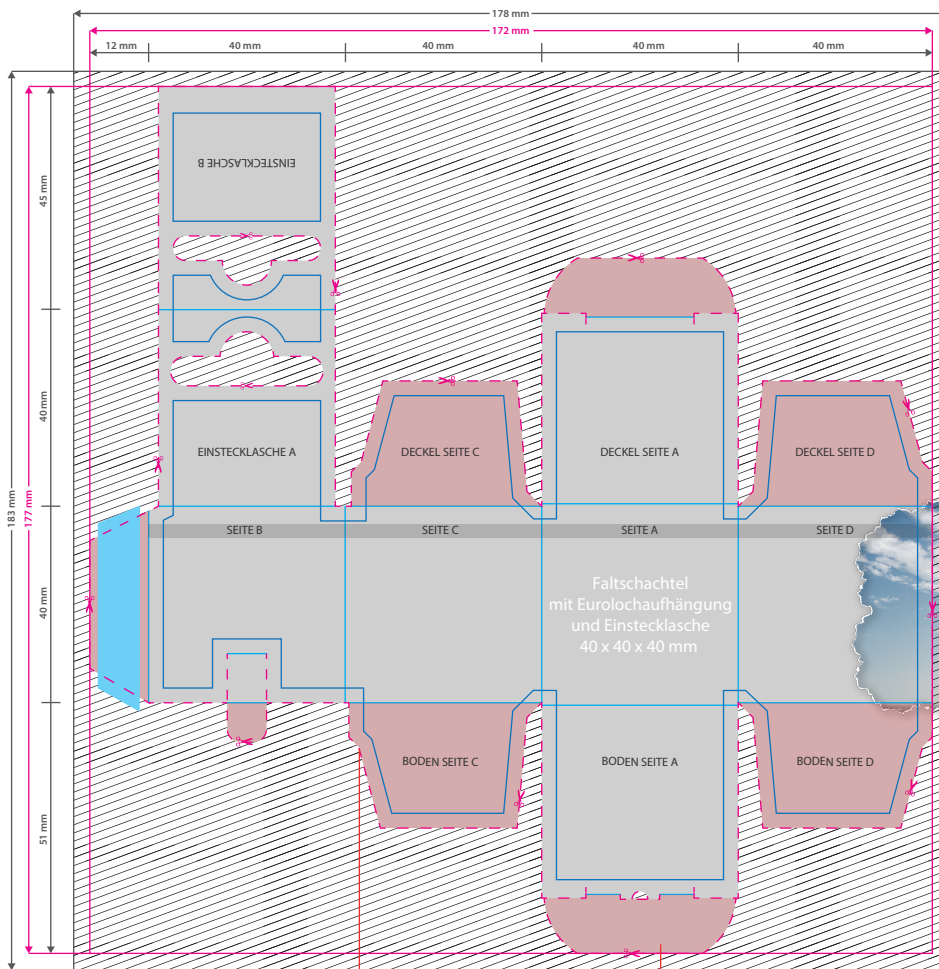 178 mm
172 mm
12 mm
40 mm
40 mm
40 mm
40 mm
EINSTECKLASCHE B
45 mm
40 mm
183 mm
177 mm
40 mm
51 mm
EINSTECKLASCHE A
DECKEL SEITE C
DECKEL SEITE A
DECKEL SEITE D
SEITE B
SEITE C
SEITE A
SEITE D
Faltschachtel
mit Eurolochaufhängung
und Einstecklasche
40 x 40 x 40 mm
BODEN SEITE C
BODEN SEITE A
BODEN SEITE D